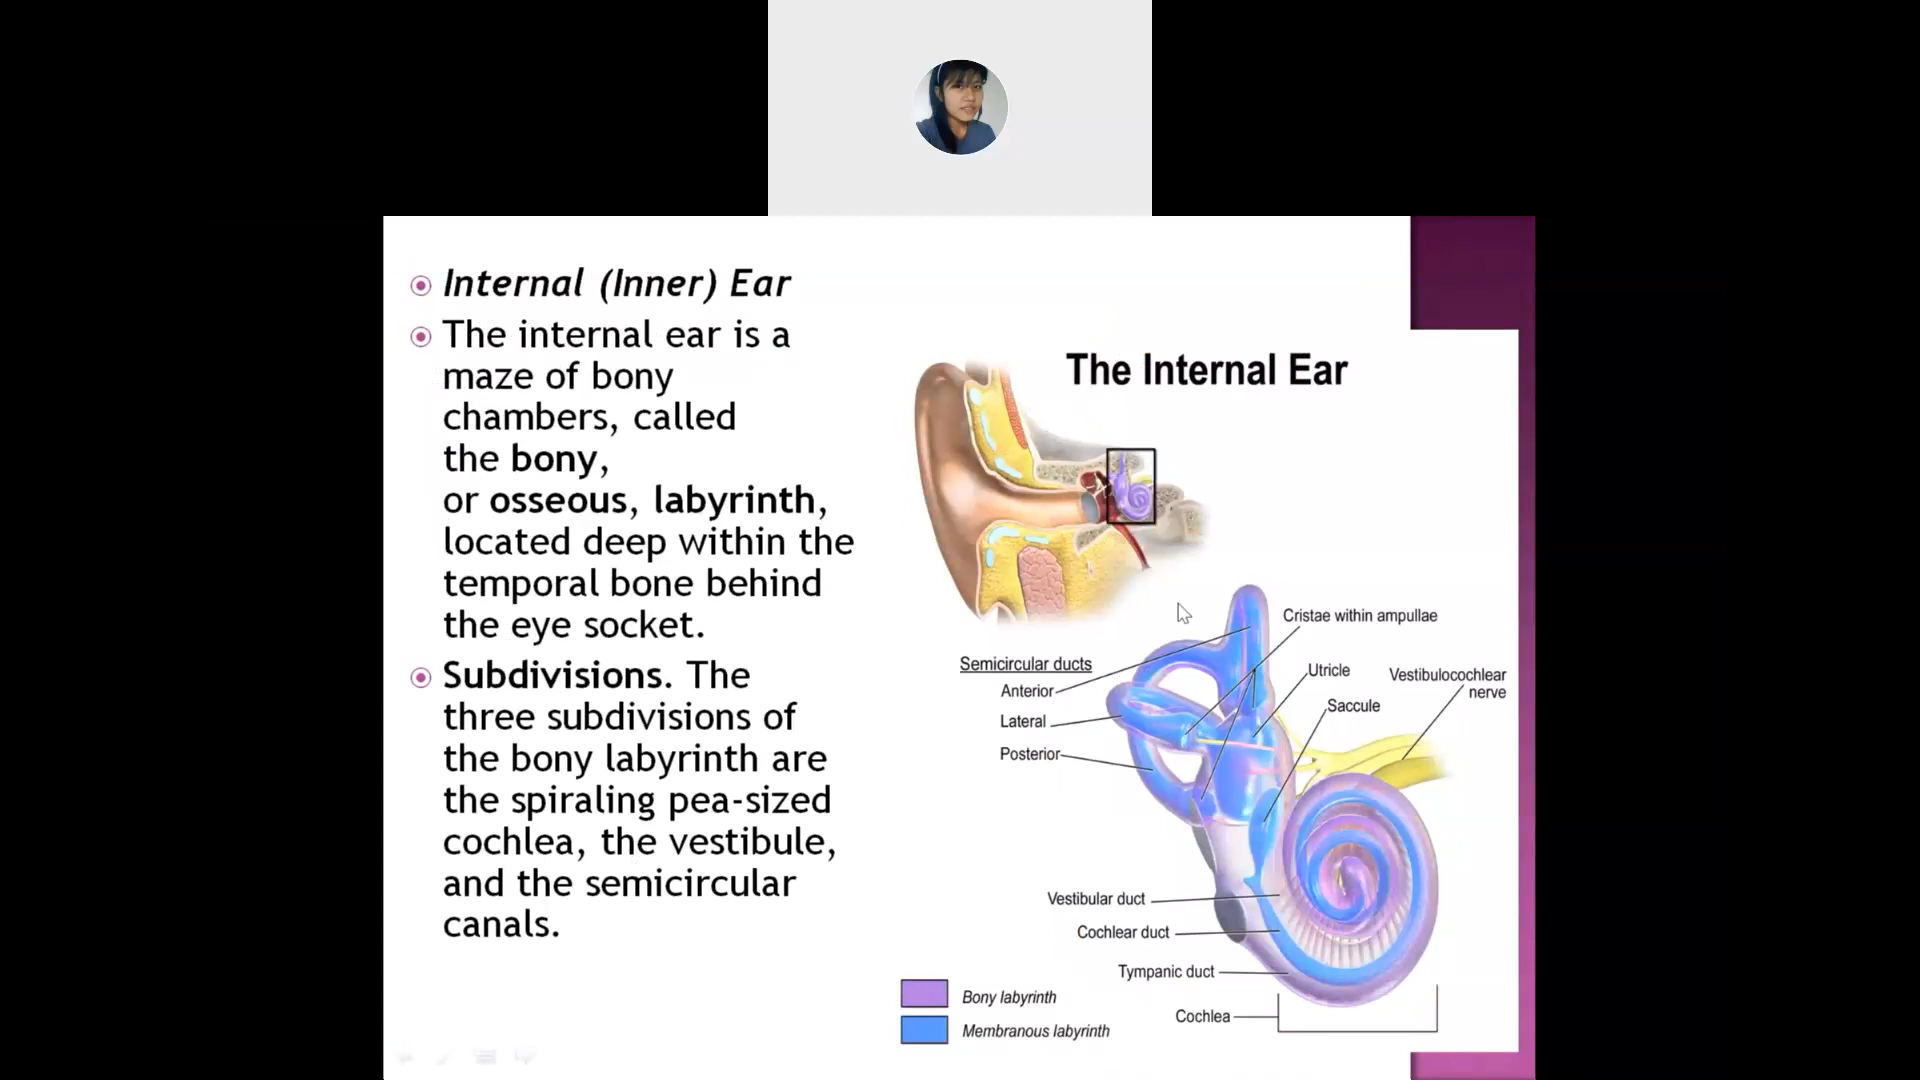 Internal (Inner) Ear
The internal ear is a
maze of bony
chambers, called
the bony,
or osseous, labyrinth,
located deep within the
temporal bone behind
the eye socket.
Subdivisions. The
three subdivisions of
the bony labyrinth are
the spiraling pea-sized
cochlea, the vestibule,
and the semicircular
canals.
The Internal Ear
Cristae within ampullae
Semicircular ducts
Anterior
Lateral
Posterior
Utricle
Saccule
Vestibulocochlear
nerve
Vestibular duct
Cochlear duct
Tympanic duct
Cochlea
Bony labyrinth
Membranous labyrinth